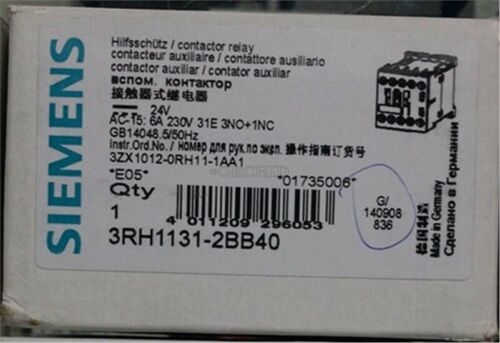 SIEMENS
Hilfsschütz / contactor relay
contacteur auxiliaire / contattore ausiliario
contactor auxiliar / contator auxiliar
вспом. контактор
接触器式继电器
24V
AC-15: 6A 230V 31E 3NO+1NC
GB14048.5/50Hz
Instr.Ord.No./ Номер для рук.по эксп. 操作指南订货号
3ZX1012-0RH11-1AA1
*E05*
*01735006*
Qty
1
4 011209 296053
3RH1131-2BB40
G/
140908
836
德国制造
Made in Germany
Сделано в Германии